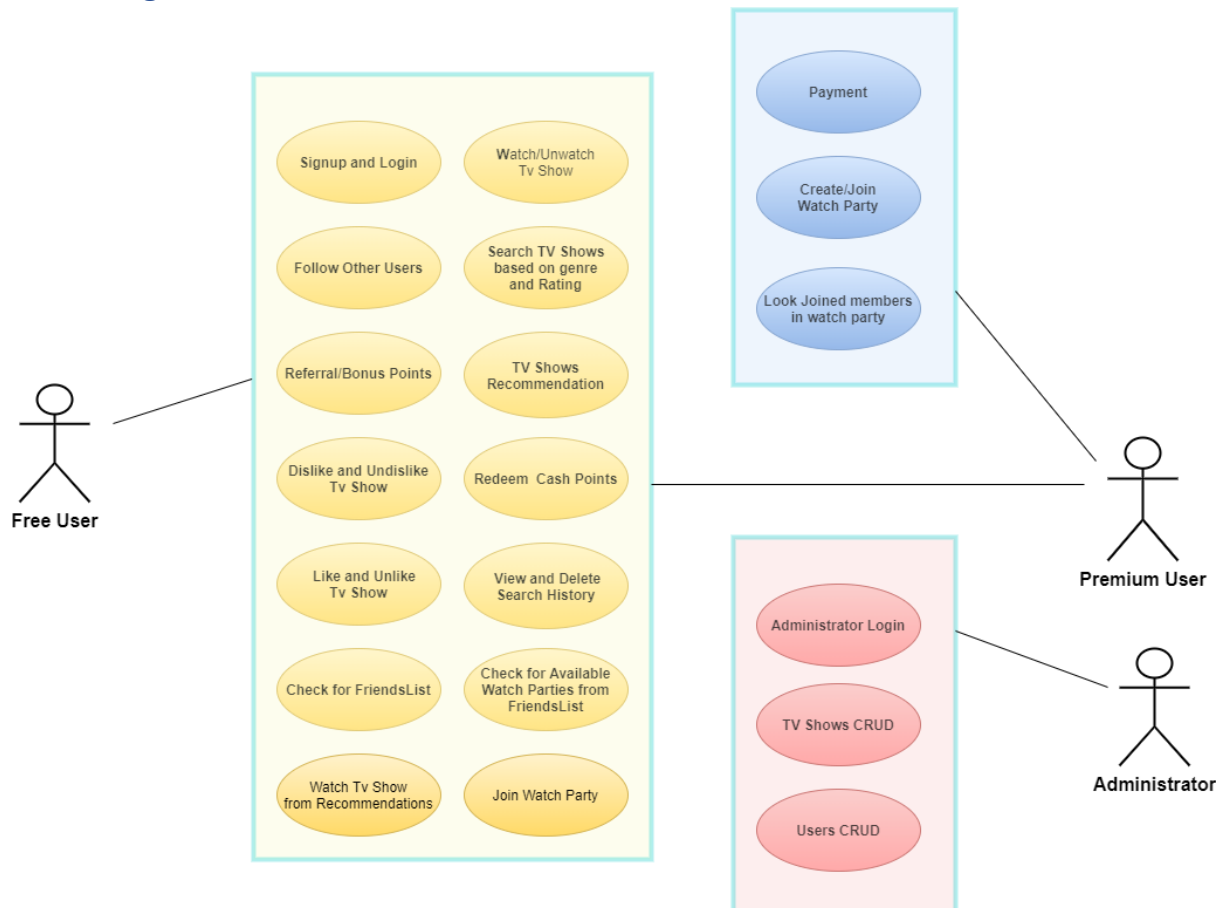 Payment
Create/Join
Watch Party
Look Joined members
in watch party
Signup and Login
Watch/Unwatch
Tv Show
Follow Other Users
Search TV Shows
based on genre
and Rating
Referral/Bonus Points
TV Shows
Recommendation
Dislike and Undislike
Tv Show
Redeem Cash Points
Like and Unlike
Tv Show
View and Delete
Search History
Check for FriendsList
Check for Available
Watch Parties from
FriendsList
Watch Tv Show
from Recommendations
Join Watch Party
Free User
Premium User
Administrator Login
TV Shows CRUD
Users CRUD
Administrator